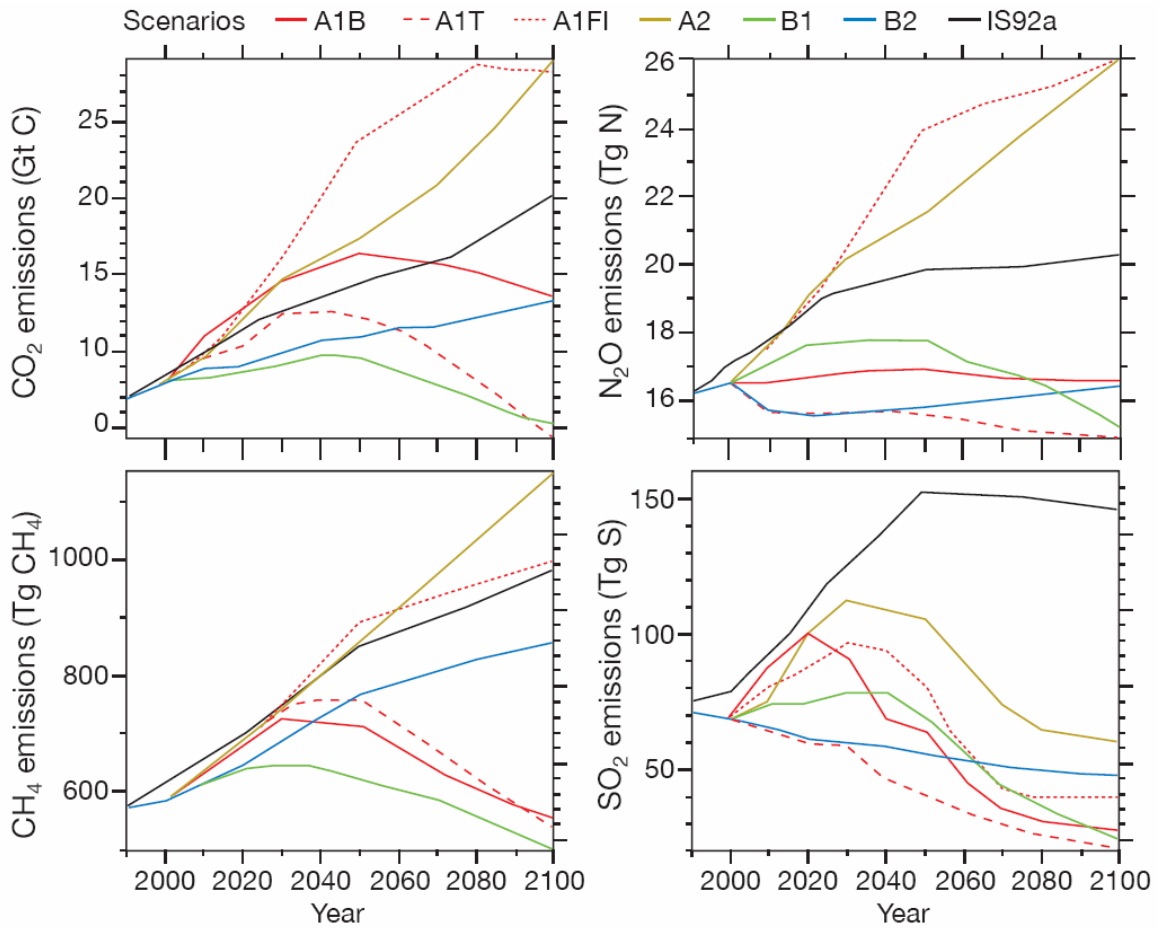 Scenarios A1B A1T A1FI A2 B1 B2 IS92a
CO₂ emissions (Gt C)
25
20
15
10
0
N₂O emissions (Tg N)
26
24
22
20
18
16
CH₄ emissions (Tg CH₄)
1000
800
600
2000 2020 2040 2060 2080 2100
Year
SO₂ emissions (Tg S)
150
100
50
2000 2020 2040 2060 2080 2100
Year